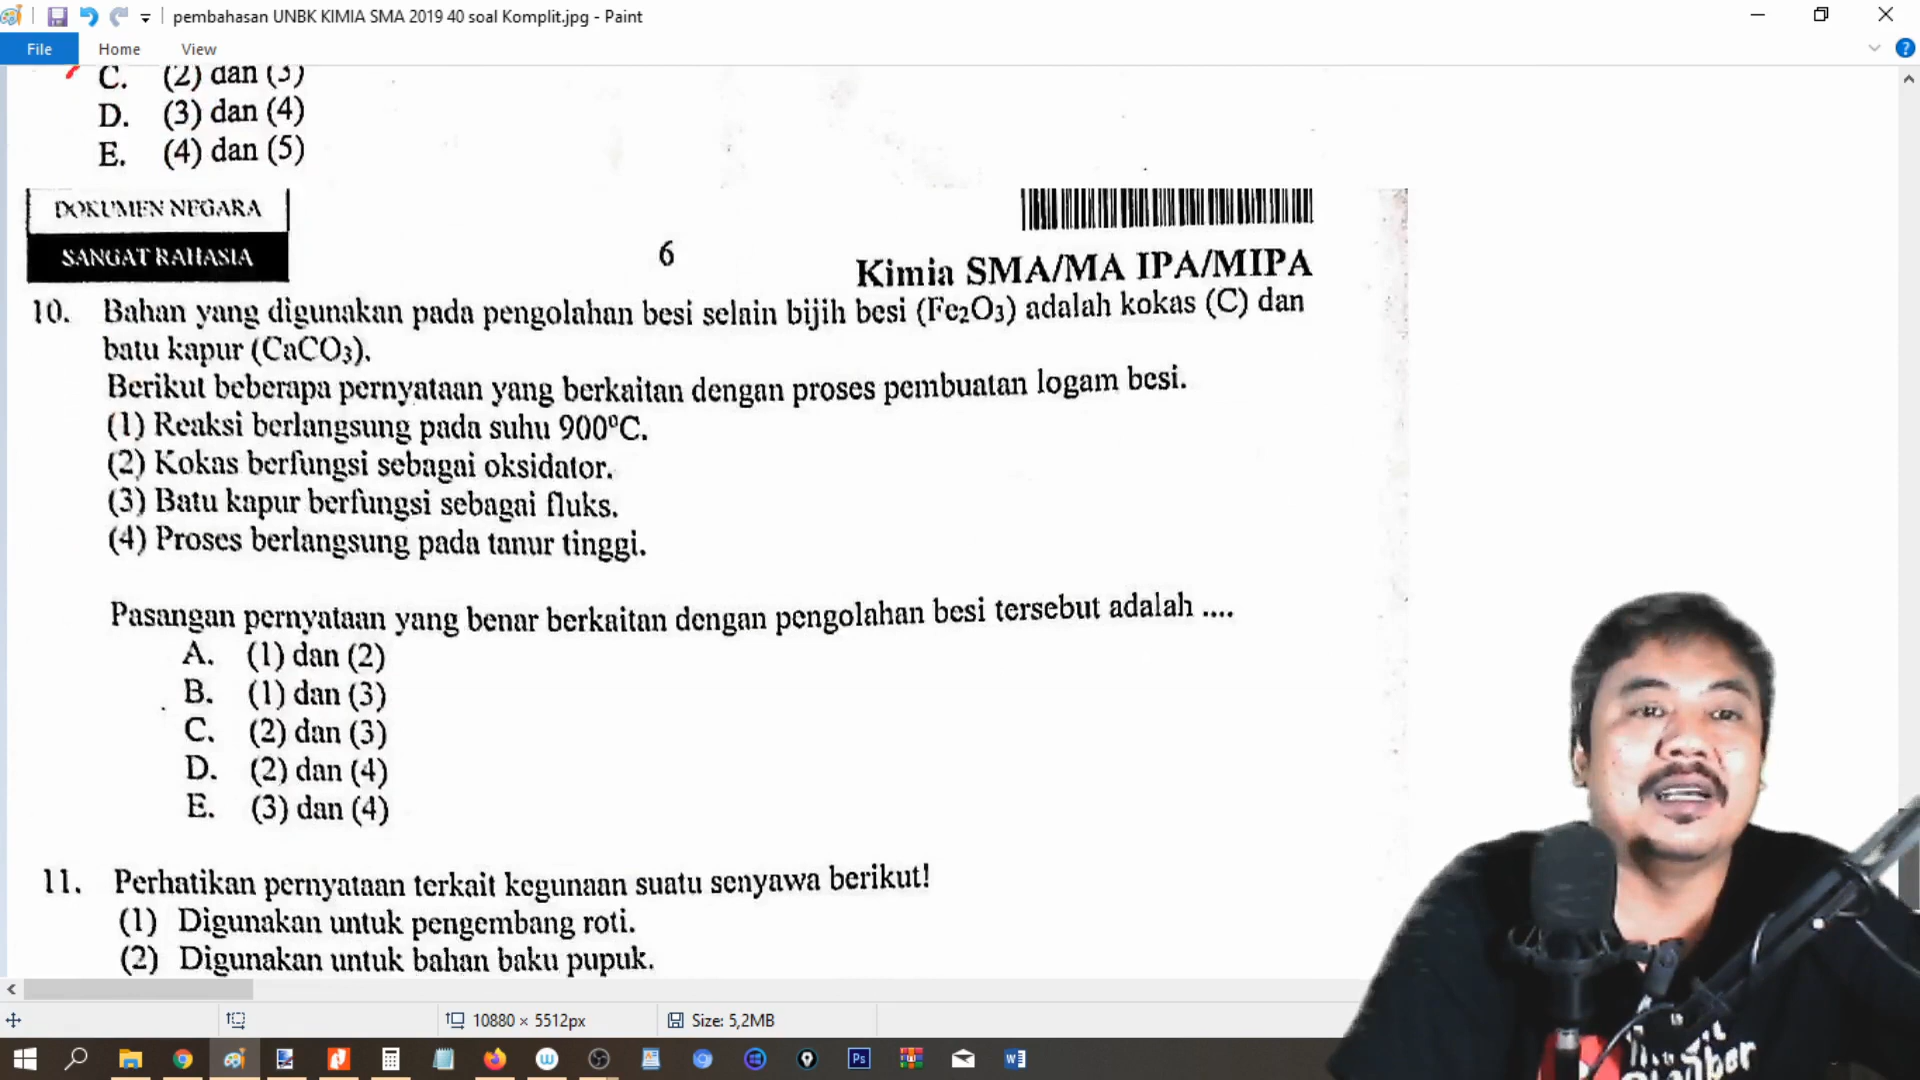 pembahasan UNBK KIMIA SMA 2019 40 soal Komplit.jpg - Paint
File Home View
C. (2) dan (3)
D. (3) dan (4)
E. (4) dan (5)
DOKUMEN NEGARA
SANGAT RAHASIA
6
Kimia SMA/MA IPA/MIPA
10. Bahan yang digunakan pada pengolahan besi selain bijih besi (Fe₂O₃) adalah kokas (C) dan
batu kapur (CaCO₃).
Berikut beberapa pernyataan yang berkaitan dengan proses pembuatan logam besi.
(1) Reaksi berlangsung pada suhu 900⁰C.
(2) Kokas berfungsi sebagai oksidator.
(3) Batu kapur berfungsi sebagai fluks.
(4) Proses berlangsung pada tanur tinggi.
Pasangan pernyataan yang benar berkaitan dengan pengolahan besi tersebut adalah ....
A. (1) dan (2)
B. (1) dan (3)
C. (2) dan (3)
D. (2) dan (4)
E. (3) dan (4)
11. Perhatikan pernyataan terkait kegunaan suatu senyawa berikut!
(1) Digunakan untuk pengembang roti.
(2) Digunakan untuk bahan baku pupuk.
10880 × 5512px
Size: 5,2MB
Ps